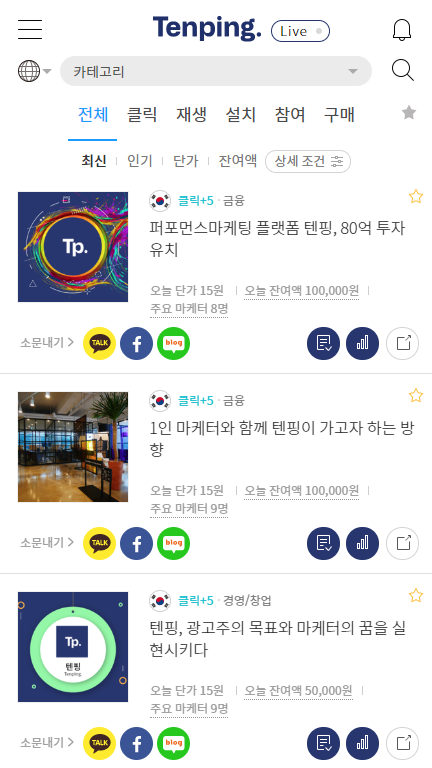 Tenping. Live
카테고리
전체 클릭 재생 설치 참여 구매
최신 인기 단가 잔여액 상세 조건
Tp.
클릭+5 · 금융
퍼포먼스마케팅 플랫폼 텐핑, 80억 투자
유치
오늘 단가 15원 오늘 잔여액 100,000원
주요 마케터 8명
소문내기 TALK f blog
클릭+5 · 금융
1인 마케터와 함께 텐핑이 가고자 하는 방
향
오늘 단가 15원 오늘 잔여액 100,000원
주요 마케터 9명
소문내기 TALK f blog
Tp.
텐핑
Tenping.
클릭+5 · 경영/창업
텐핑, 광고주의 목표와 마케터의 꿈을 실
현시키다
오늘 단가 15원 오늘 잔여액 50,000원
주요 마케터 9명
소문내기 TALK f blog